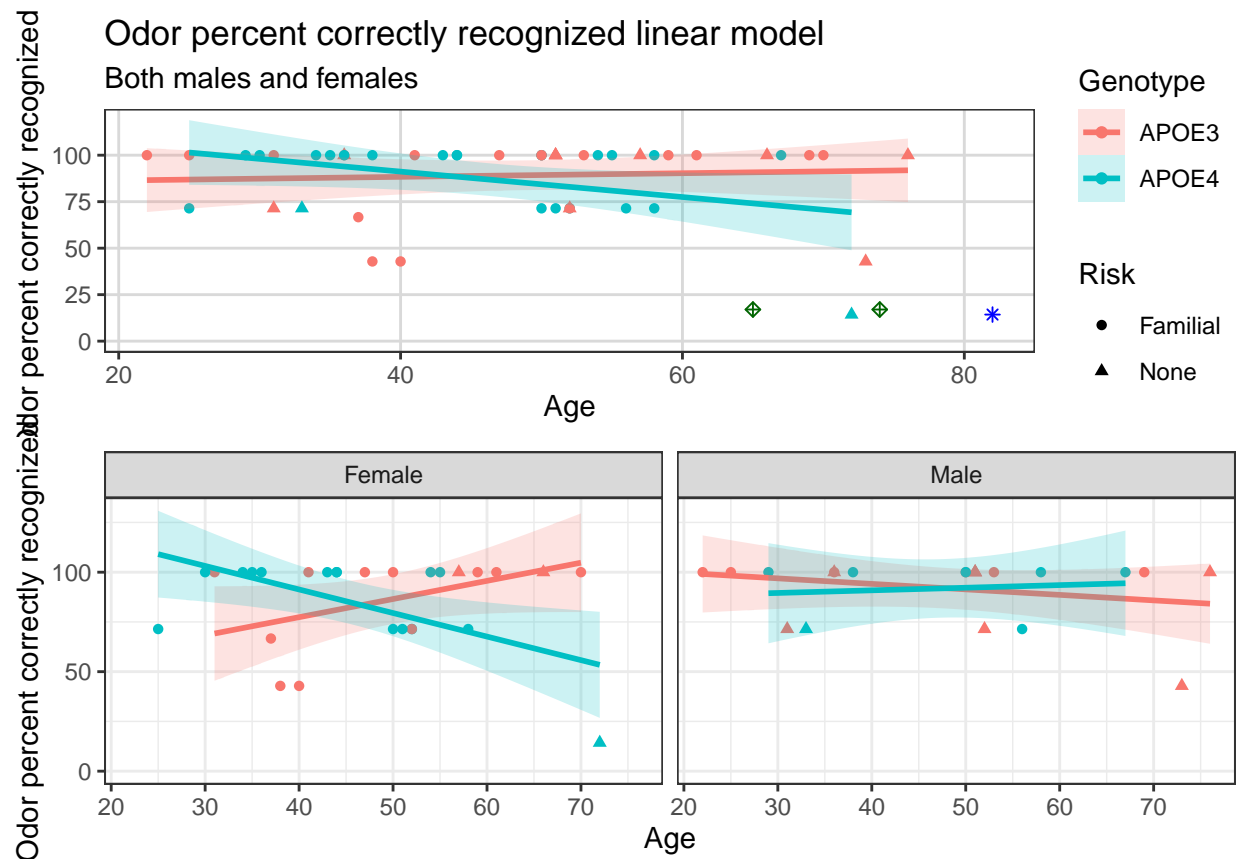 Odor percent correctly recognized linear model
Both males and females
Odor percent correctly recognized
100
75
50
25
0
20 40 60 80
Age
Genotype
APOE3
APOE4
Risk
Familial
None
Odor percent correctly recognized
Female Male
100
50
0
20 30 40 50 60 70 20 30 40 50 60 70
Age